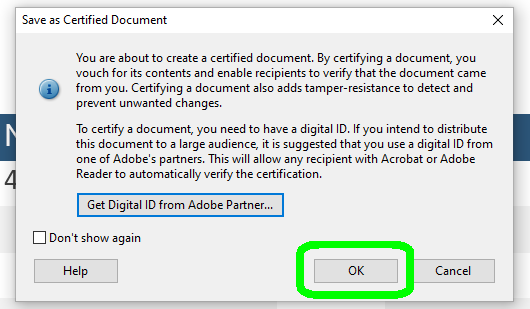 Save as Certified Document
You are about to create a certified document. By certifying a document, you
vouch for its contents and enable recipients to verify that the document came
from you. Certifying a document also adds tamper-resistance to detect and
prevent unwanted changes.
To certify a document, you need to have a digital ID. If you intend to distribute
this document to a large audience, it is suggested that you use a digital ID from
one of Adobe's partners. This will allow any recipient with Acrobat or Adobe
Reader to automatically verify the certification.
Get Digital ID from Adobe Partner...
Don't show again
Help OK Cancel
N
4